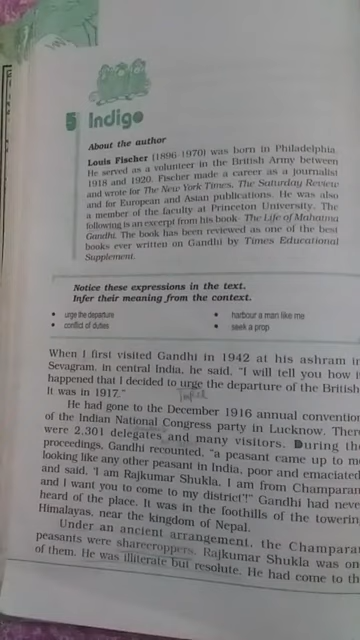 5 Indigo
About the author
Louis Fischer (1896-1970) was born in Philadelphia.
He served as a volunteer in the British Army between
1918 and 1920. Fischer made a career as a journalist
and wrote for The New York Times, The Saturday Review
and for European and Asian publications. He was also
a member of the faculty at Princeton University. The
following is an excerpt from his book- The Life of Mahatma
Gandhi. The book has been reviewed as one of the best
books ever written on Gandhi by Times Educational
Supplement.
Notice these expressions in the text.
Infer their meaning from the context.
• urge the departure
• conflict of duties
• harbour a man like me
• seek a prop
When I first visited Gandhi in 1942 at his ashram in
Sevagram, in central India, he said, "I will tell you how i
happened that I decided to urge the departure of the British
It was in 1917."
He had gone to the December 1916 annual convention
of the Indian National Congress party in Lucknow. There
were 2,301 delegates and many visitors. During the
proceedings, Gandhi recounted, "a peasant came up to m
looking like any other peasant in India, poor and emaciated
and said, 'I am Rajkumar Shukla, I am from Champaran
and I want you to come to my district'!" Gandhi had neve
heard of the place. It was in the foothills of the towerin
Himalayas, near the kingdom of Nepal.
Under an ancient arrangement, the Champara
peasants were sharecroppers. Rajkumar Shukla was on
of them. He was illiterate but resolute. He had come to th